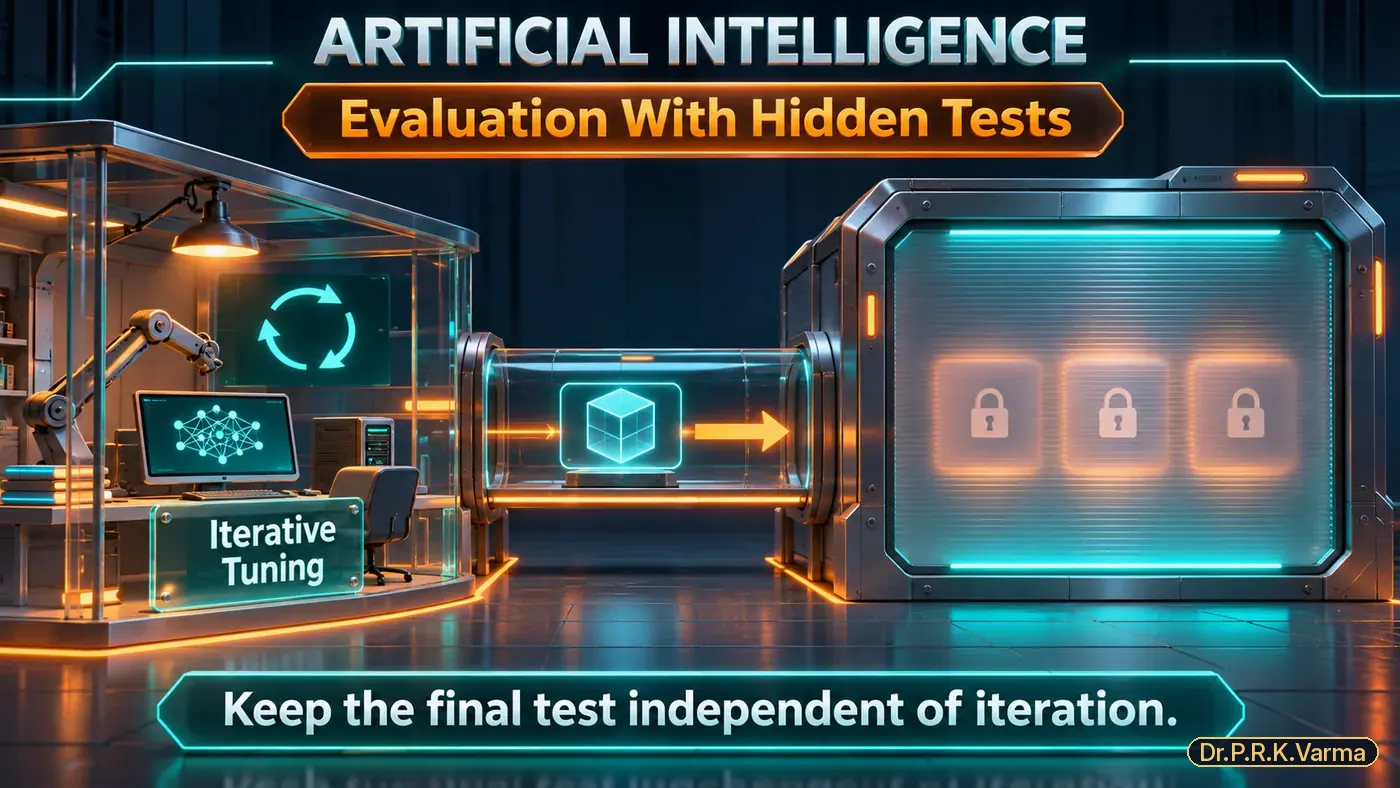 ARTIFICIAL INTELLIGENCE
Evaluation With Hidden Tests
Iterative
Tuning
Keep the final test independent of iteration.
Dr.P.R.K.Varma